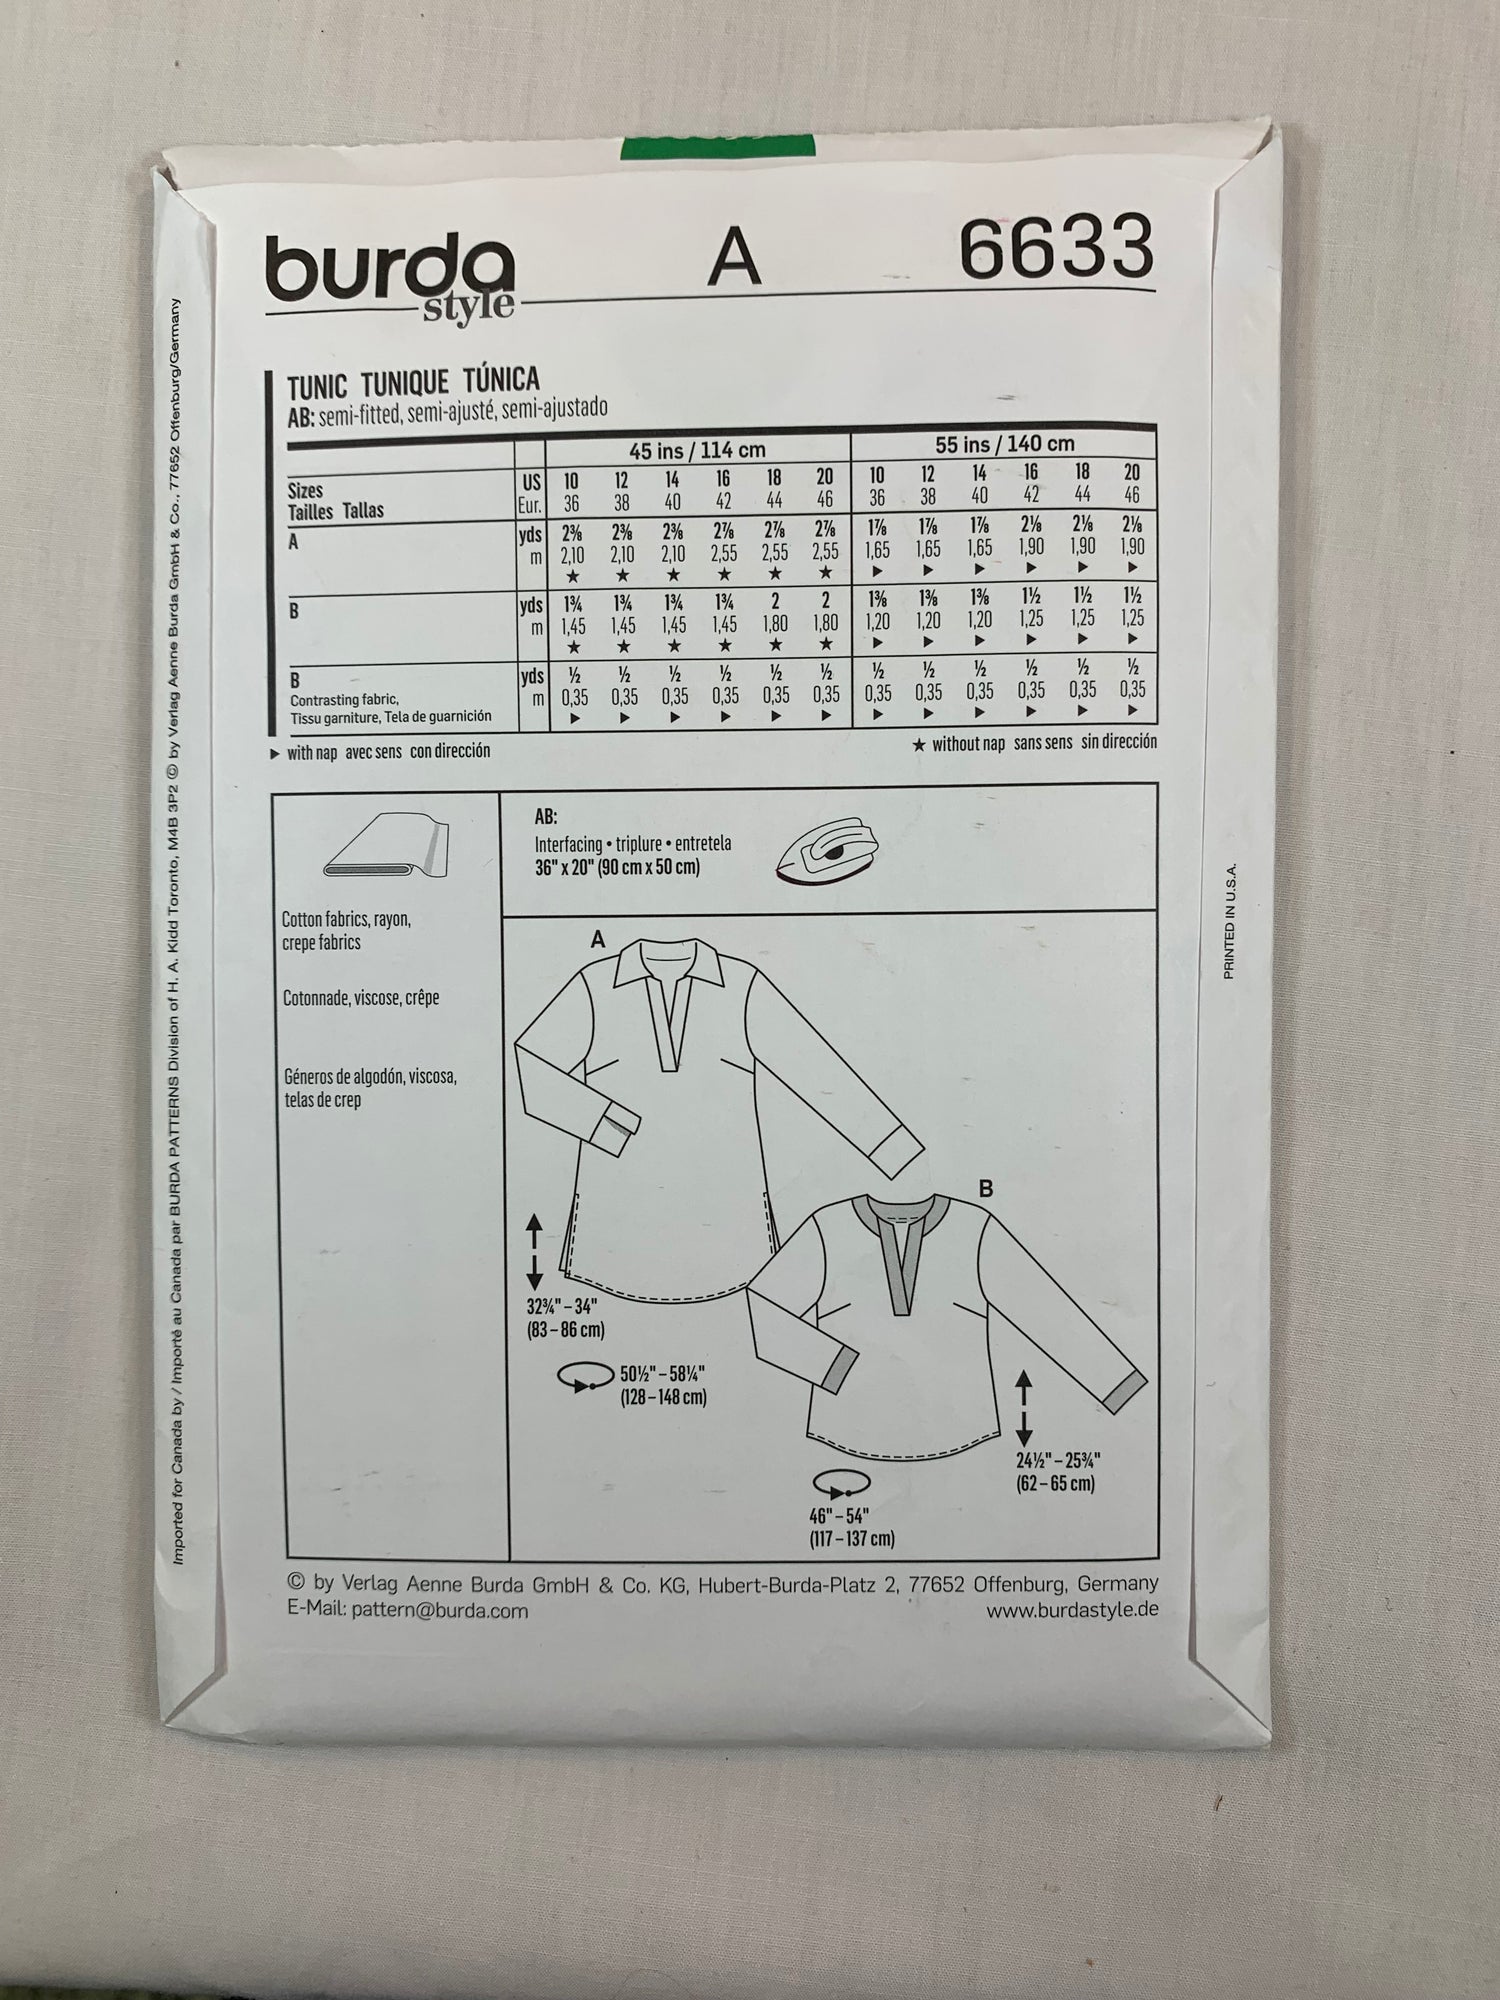 burda style A 6633
TUNIC TUNIQUE TÚNICA
AB: semi-fitted, semi-ajusté, semi-ajustado
45 ins / 114 cm 55 ins / 140 cm
Sizes US 10 12 14 16 18 20 10 12 14 16 18 20
Tailles Tallas Eur. 36 38 40 42 44 46 36 38 40 42 44 46
A yds 2⅜ 2⅜ 2⅜ 2⅞ 2⅞ 2⅞ 1⅞ 1⅞ 1⅞ 2⅛ 2⅛ 2⅛
m 2,10 2,10 2,10 2,55 2,55 2,55 1,65 1,65 1,65 1,90 1,90 1,90
★ ★ ★ ★ ★ ★ ▶ ▶ ▶ ▶ ▶ ▶
B yds 1¾ 1¾ 1¾ 1¾ 2 2 1⅜ 1⅜ 1⅜ 1½ 1½ 1½
m 1,45 1,45 1,45 1,45 1,80 1,80 1,20 1,20 1,20 1,25 1,25 1,25
★ ★ ★ ★ ★ ★ ▶ ▶ ▶ ▶ ▶ ▶
B yds ½ ½ ½ ½ ½ ½ ½ ½ ½ ½ ½ ½
Contrasting fabric, m 0,35 0,35 0,35 0,35 0,35 0,35 0,35 0,35 0,35 0,35 0,35 0,35
Tissu garniture, Tela de guarnición ▶ ▶ ▶ ▶ ▶ ▶ ▶ ▶ ▶ ▶ ▶ ▶
▶ with nap avec sens con dirección ★ without nap sans sens sin dirección
AB:
Interfacing • triplure • entretela
36" x 20" (90 cm x 50 cm)
Cotton fabrics, rayon,
crepe fabrics
Cotonnade, viscose, crêpe
Géneros de algodón, viscosa,
telas de crep
A
32¾" – 34"
(83 – 86 cm)
50½" – 58¼"
(128 – 148 cm)
B
24½" – 25¾"
(62 – 65 cm)
46" – 54"
(117 – 137 cm)
© by Verlag Aenne Burda GmbH & Co. KG, Hubert-Burda-Platz 2, 77652 Offenburg, Germany
E-Mail: pattern@burda.com www.burdastyle.de
Imported for Canada by / Importé au Canada par BURDA PATTERNS Division of H. A. Kidd Toronto, M4B 3P2 © by Verlag Aenne Burda GmbH & Co., 77652 Offenburg/Germany
PRINTED IN U.S.A.